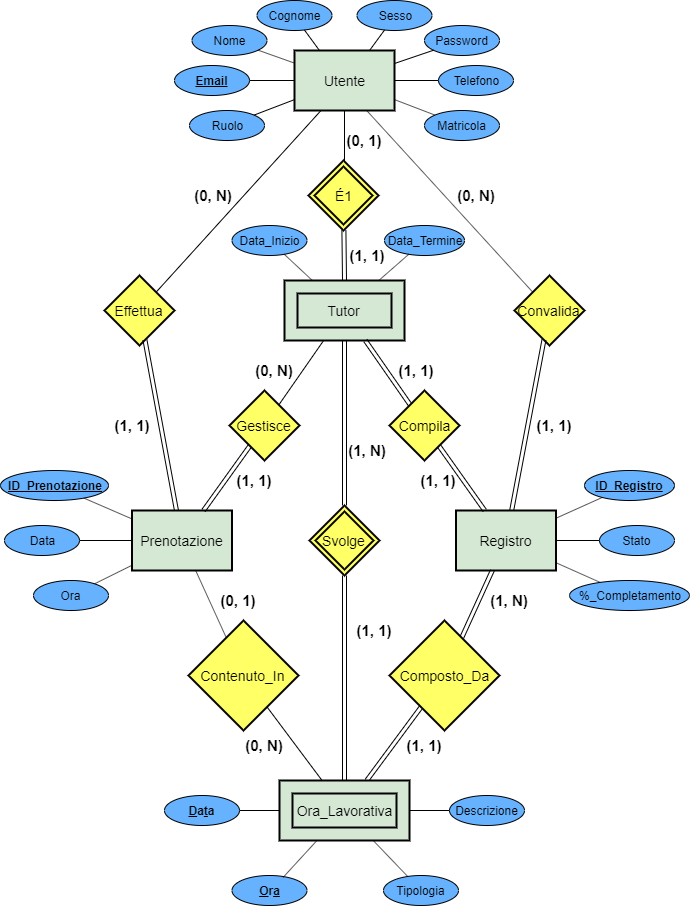 Cognome
Sesso
Nome
Password
Email
Utente
Telefono
Ruolo
Matricola
(0, 1)
(0, N)
(0, N)
É1
Data_Inizio
Data_Termine
(1, 1)
Effettua
Tutor
Convalida
(0, N)
(1, 1)
(1, 1)
Gestisce
Compila
(1, 1)
(1, N)
(1, 1)
(1, 1)
ID_Prenotazione
ID_Registro
Data
Prenotazione
Svolge
Registro
Stato
Ora
%_Completamento
(0, 1)
(1, N)
(1, 1)
Contenuto_In
Composto_Da
(0, N)
(1, 1)
Data
Ora_Lavorativa
Descrizione
Ora
Tipologia